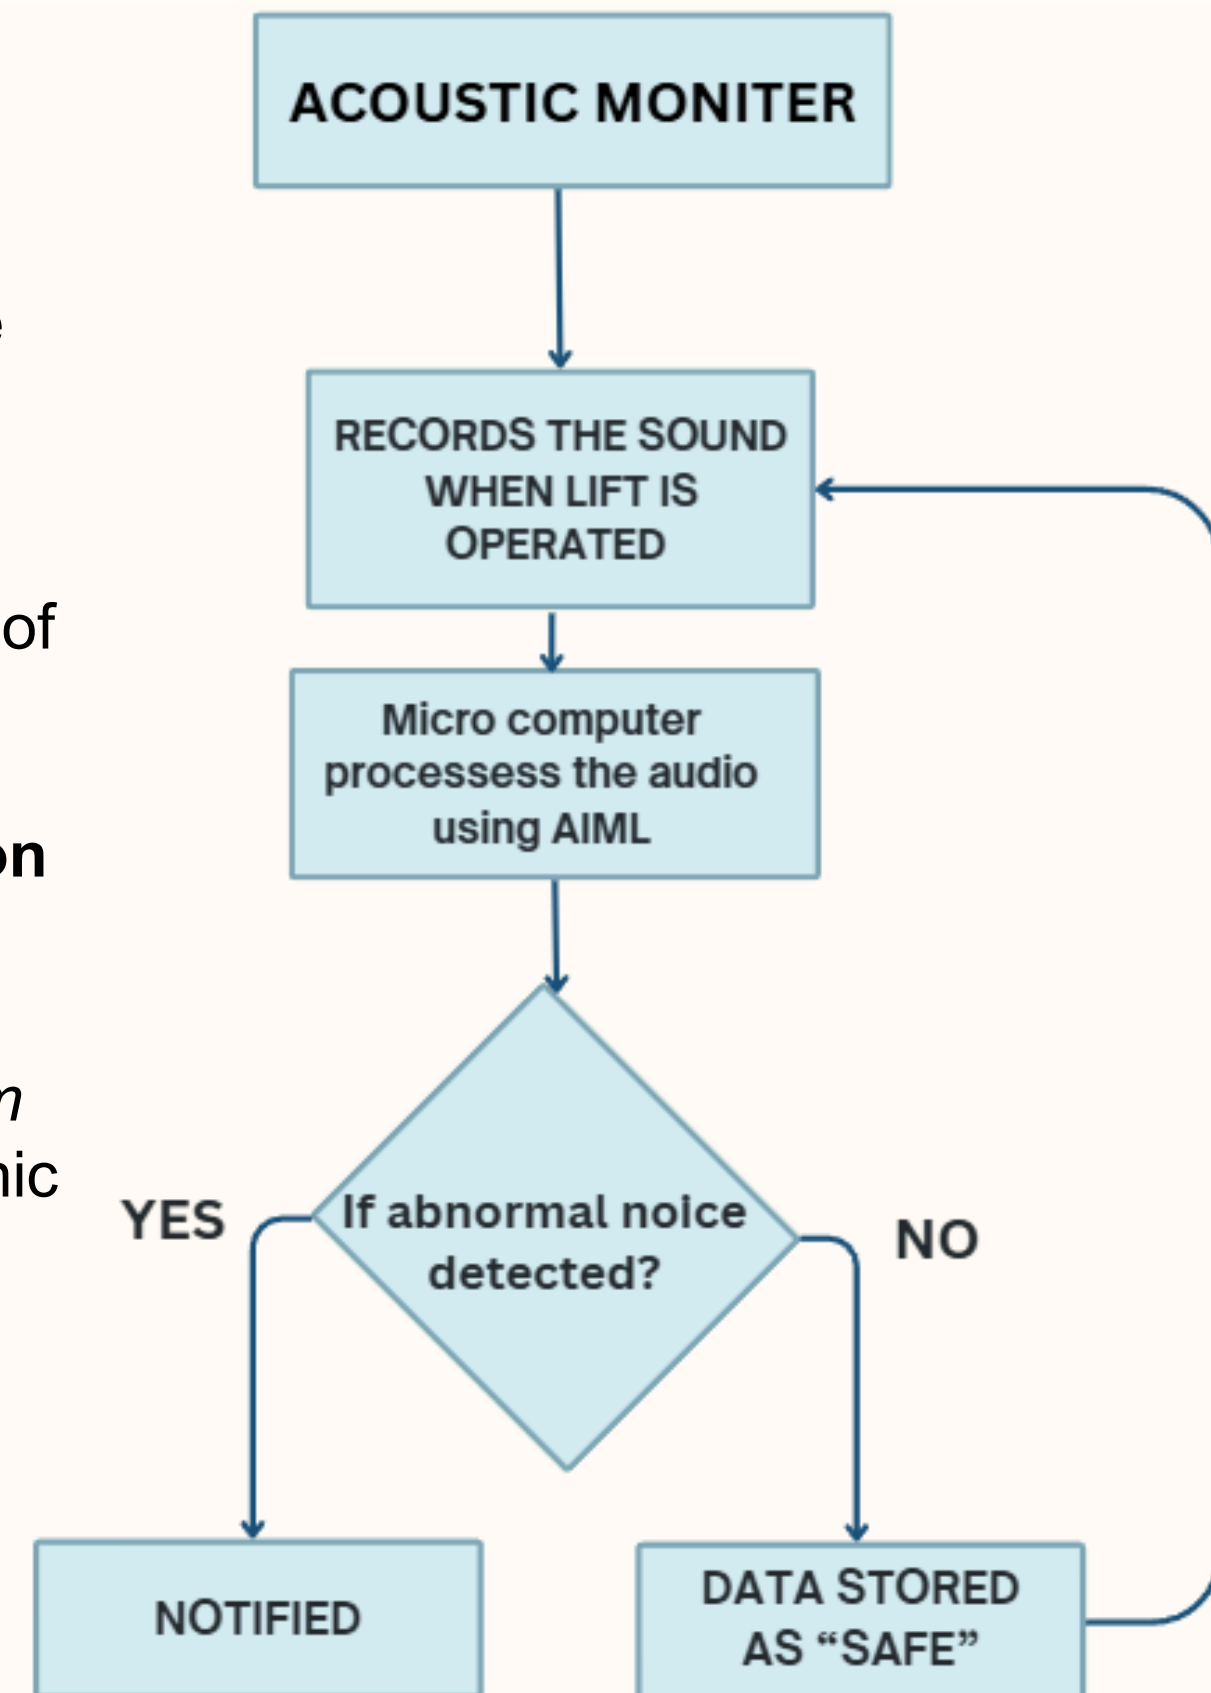 ACOUSTIC MONITER
e
RECORDS THE SOUND
WHEN LIFT IS
OPERATED
of
Micro computer
processess the audio
using AIML
on
m
nic
YES
If abnormal noice
detected?
NO
NOTIFIED
DATA STORED
AS “SAFE”